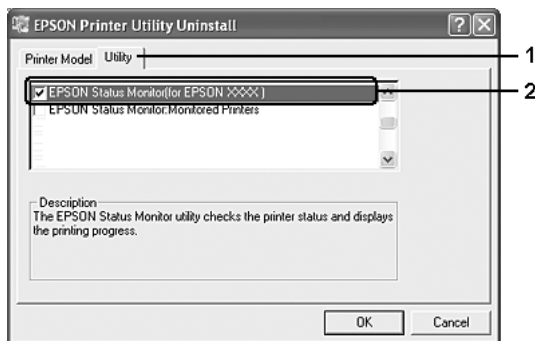 EPSON Printer Utility Uninstall
Printer Model Utility 1
EPSON Status Monitor(for EPSON XXXX ) 2
EPSON Status Monitor:Monitored Printers
Description
The EPSON Status Monitor utility checks the printer status and displays
the printing progress.
OK Cancel